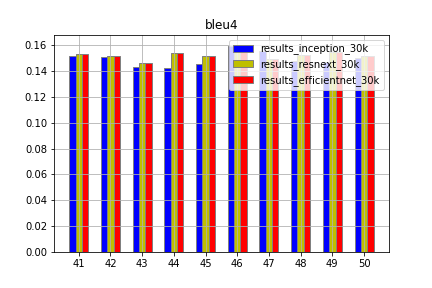 bleu4
0.16
0.14
0.12
0.10
0.08
0.06
0.04
0.02
0.00
results_inception_30k
results_resnet_30k
results_efficientnet_30k
41 42 43 44 45 46 47 48 49 50